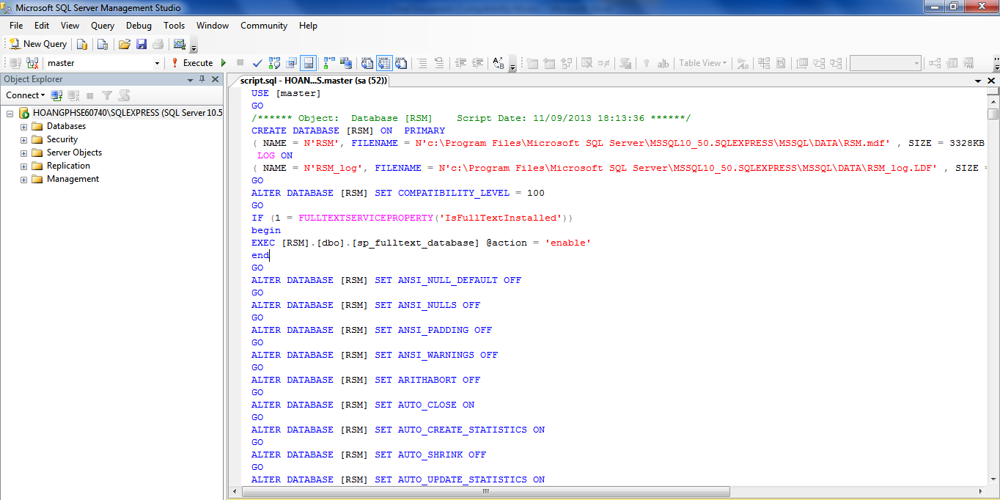 Microsoft SQL Server Management Studio
File Edit View Query Debug Tools Window Community Help
New Query
master Execute Table View
Object Explorer
Connect
HOANGPHSE60740\SQLEXPRESS (SQL Server 10.5
Databases
Security
Server Objects
Replication
Management
script.sql - HOAN...S.master (sa (52))
USE [master]
GO
/****** Object:  Database [RSM]    Script Date: 11/09/2013 18:13:36 ******/
CREATE DATABASE [RSM] ON  PRIMARY
( NAME = N'RSM', FILENAME = N'c:\Program Files\Microsoft SQL Server\MSSQL10_50.SQLEXPRESS\MSSQL\DATA\RSM.mdf' , SIZE = 3328KB
LOG ON
( NAME = N'RSM_log', FILENAME = N'c:\Program Files\Microsoft SQL Server\MSSQL10_50.SQLEXPRESS\MSSQL\DATA\RSM_log.LDF' , SIZE =
GO
ALTER DATABASE [RSM] SET COMPATIBILITY_LEVEL = 100
GO
IF (1 = FULLTEXTSERVICEPROPERTY('IsFullTextInstalled'))
begin
EXEC [RSM].[dbo].[sp_fulltext_database] @action = 'enable'
end
GO
ALTER DATABASE [RSM] SET ANSI_NULL_DEFAULT OFF
GO
ALTER DATABASE [RSM] SET ANSI_NULLS OFF
GO
ALTER DATABASE [RSM] SET ANSI_PADDING OFF
GO
ALTER DATABASE [RSM] SET ANSI_WARNINGS OFF
GO
ALTER DATABASE [RSM] SET ARITHABORT OFF
GO
ALTER DATABASE [RSM] SET AUTO_CLOSE ON
GO
ALTER DATABASE [RSM] SET AUTO_CREATE_STATISTICS ON
GO
ALTER DATABASE [RSM] SET AUTO_SHRINK OFF
GO
ALTER DATABASE [RSM] SET AUTO_UPDATE_STATISTICS ON